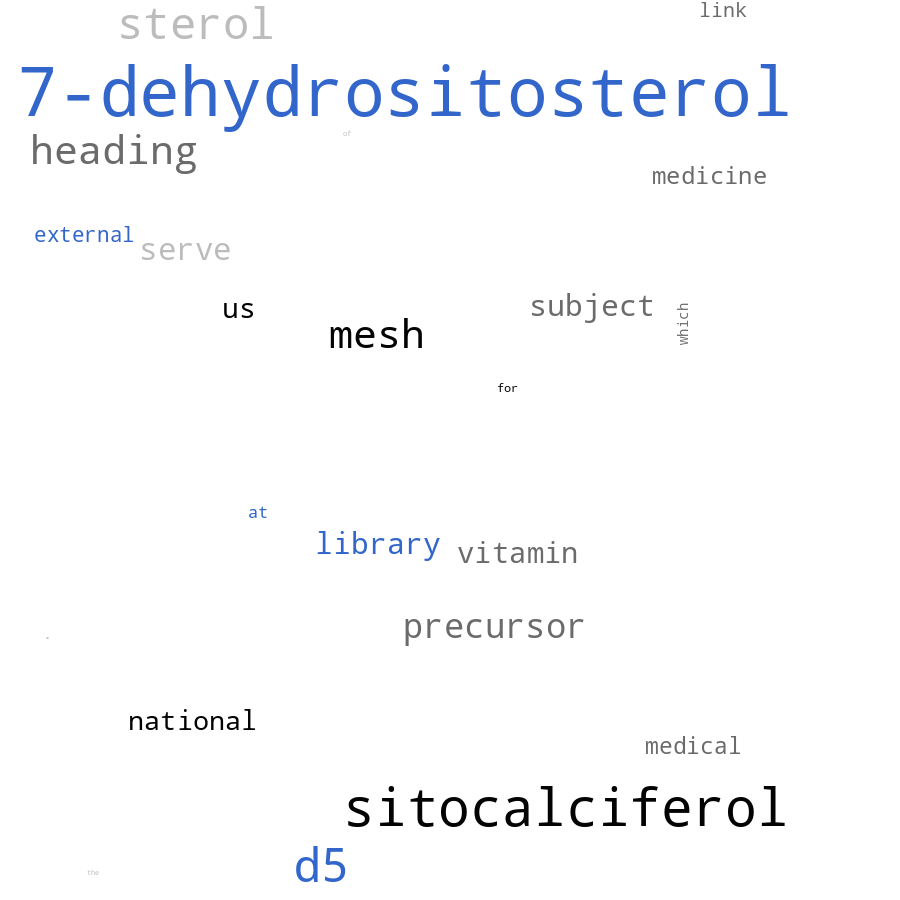 sterol
link
7-dehydrositosterol
of
heading
medicine
external
serve
us
subject
which
mesh
for
at
library
vitamin
precursor
national
medical
sitocalciferol
d5
the